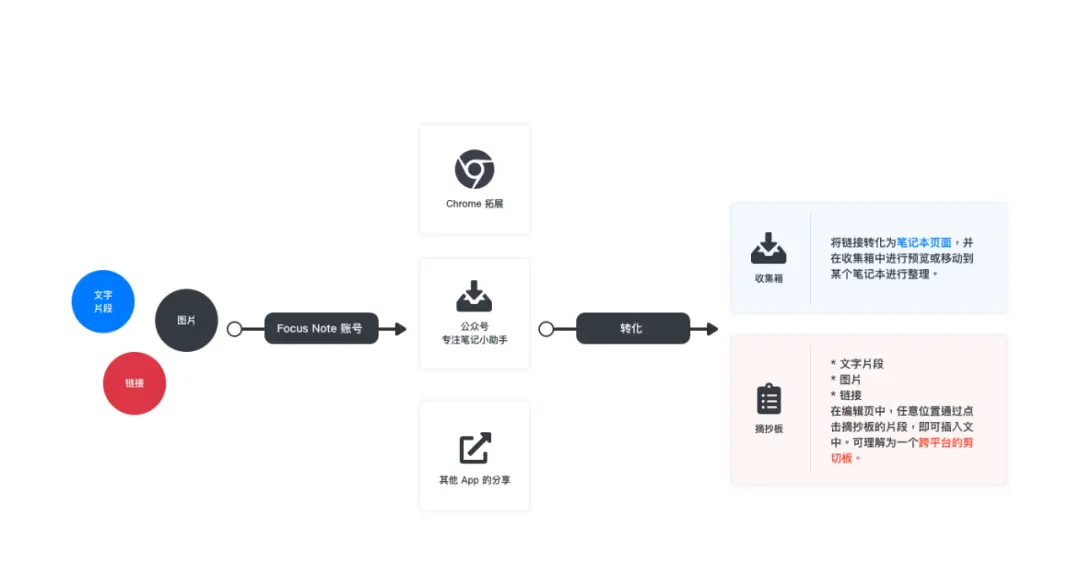 Chrome 拓展
文字
片段
图片
链接
Focus Note 账号
公众号
专注笔记小助手
转化
其他 App 的分享
收集箱
将链接转化为笔记本页面，并
在收集箱中进行预览或移动到
某个笔记本进行整理。
摘抄板
* 文字片段
* 图片
* 链接
在编辑页中，任意位置通过点
击摘抄板的片段，即可插入文
中。可理解为一个跨平台的剪
切板。